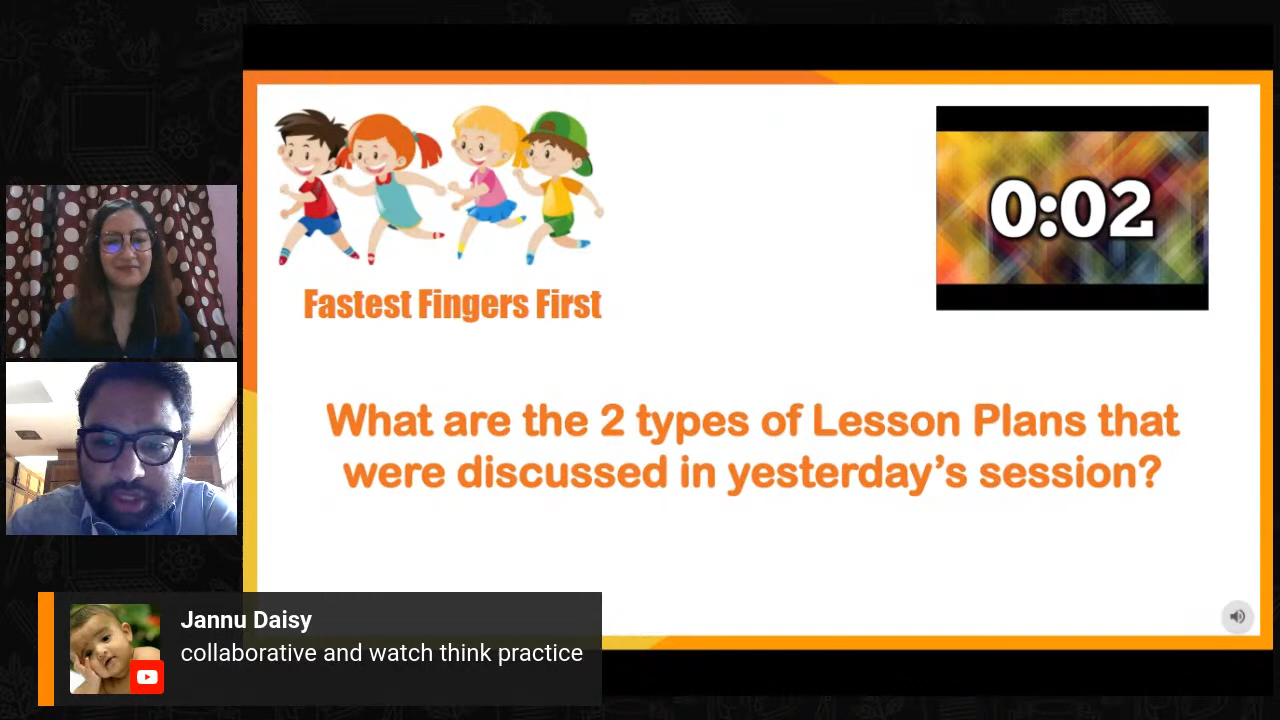 0:02
Fastest Fingers First
What are the 2 types of Lesson Plans that
were discussed in yesterday’s session?
Jannu Daisy
collaborative and watch think practice